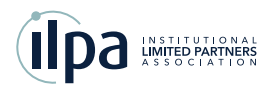 ilpa
INSTITUTIONAL
LIMITED PARTNERS
ASSOCIATION